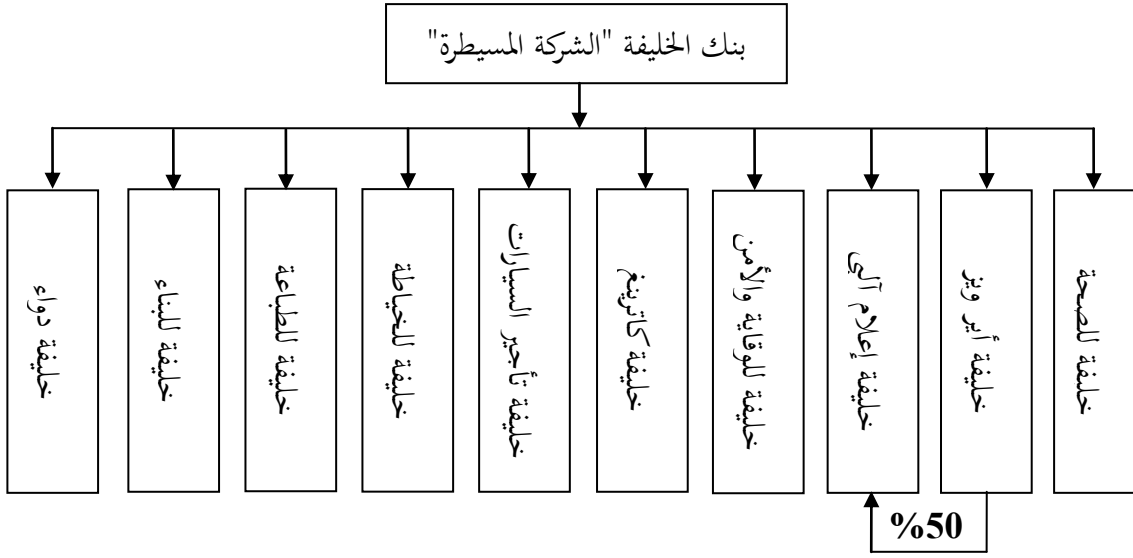 بنك الخليفة "الشركة المسيطرة"
خليفة للصحة
خليفة أير ويز
خليفة إعلام آلي
خليفة للوقاية والأمن
خليفة كاترينغ
خليفة تأجير السيارات
خليفة للخياطة
خليفة للطباعة
خليفة للبناء
خليفة دواء
%50